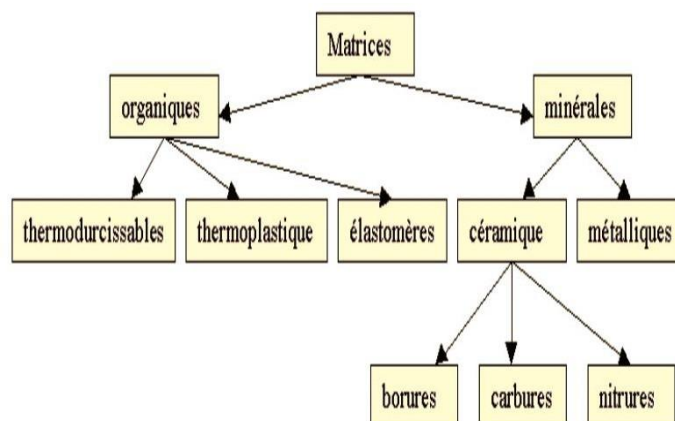 Matrices
organiques
minérales
thermodurcissables
thermoplastique
élastomères
céramique
métalliques
borures
carbures
nitrures